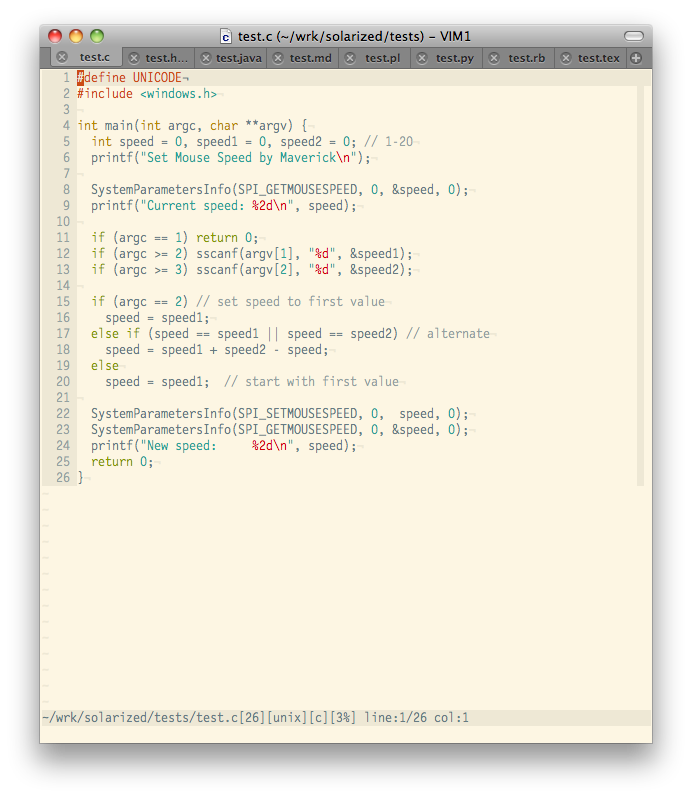 test.c (~/wrk/solarized/tests) – VIM1
test.c test.h... test.java test.md test.pl test.py test.rb test.tex
1 #define UNICODE¬
2 #include <windows.h>¬
3 ¬
4 int main(int argc, char **argv) {¬
5   int speed = 0, speed1 = 0, speed2 = 0; // 1-20¬
6   printf("Set Mouse Speed by Maverick\n");¬
7 ¬
8   SystemParametersInfo(SPI_GETMOUSESPEED, 0, &speed, 0);¬
9   printf("Current speed: %2d\n", speed);¬
10 ¬
11   if (argc == 1) return 0;¬
12   if (argc >= 2) sscanf(argv[1], "%d", &speed1);¬
13   if (argc >= 3) sscanf(argv[2], "%d", &speed2);¬
14 ¬
15   if (argc == 2) // set speed to first value¬
16     speed = speed1;¬
17   else if (speed == speed1 || speed == speed2) // alternate¬
18     speed = speed1 + speed2 - speed;¬
19   else¬
20     speed = speed1;  // start with first value¬
21 ¬
22   SystemParametersInfo(SPI_SETMOUSESPEED, 0,  speed, 0);¬
23   SystemParametersInfo(SPI_GETMOUSESPEED, 0, &speed, 0);¬
24   printf("New speed:     %2d\n", speed);¬
25   return 0;¬
26 }¬
~/wrk/solarized/tests/test.c[26][unix][c][3%] line:1/26 col:1